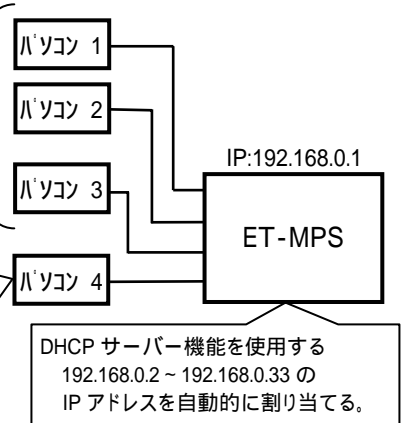 パソコン 1
パソコン 2
パソコン 3
パソコン 4
IP:192.168.0.1
ET-MPS
DHCP サーバー機能を使用する
192.168.0.2 ~ 192.168.0.33 の
IP アドレスを自動的に割り当てる。